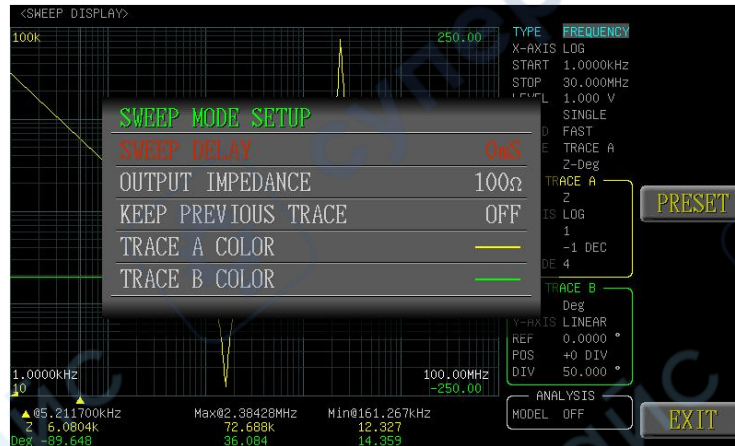 <SWEEP DISPLAY>
100k 250.00
TYPE FREQUENCY
X-AXIS LOG
START 1.0000kHz
STOP 30.000MHz
LEVEL 1.000 V
SINGLE
FAST
TRACE A
Z-Deg
SWEEP MODE SETUP
SWEEP DELAY 0mS
OUTPUT IMPEDANCE 100Ω
KEEP PREVIOUS TRACE OFF
TRACE A COLOR
TRACE B COLOR
TRACE A
Z
LOG
1
-1 DEC
4
PRESET
TRACE B
Deg
Y-AXIS LINEAR
REF 0.0000 °
POS +0 DIV
DIV 50.000 °
1.0000kHz 100.00MHz
10 -250.00
ANALYSIS
MODEL OFF
EXIT
▲ @5.211700kHz Max@2.38428MHz Min@161.267kHz
Z 6.0804k 72.688k 12.327
Deg -89.648 36.084 14.359
супер